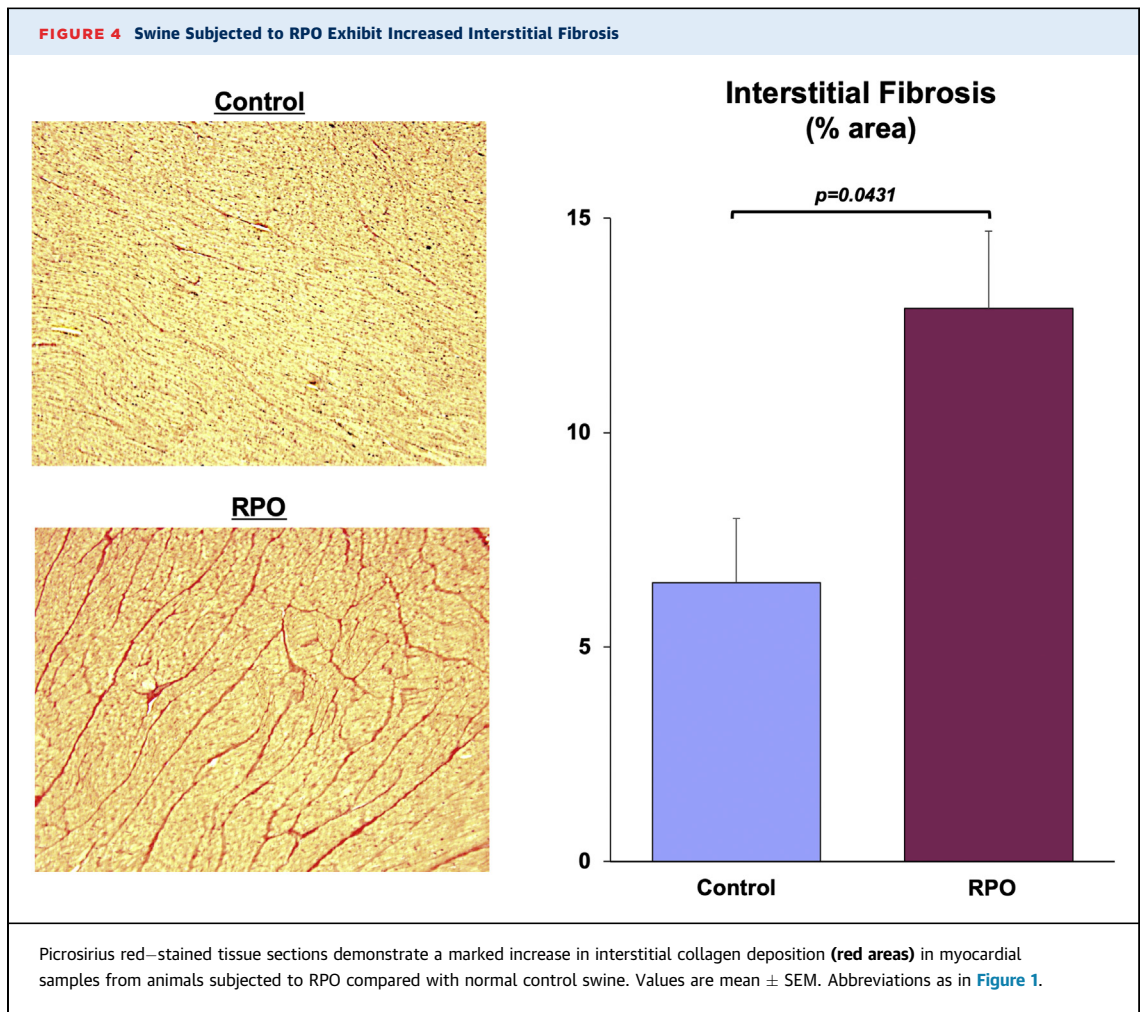 FIGURE 4 Swine Subjected to RPO Exhibit Increased Interstitial Fibrosis
Control
RPO
Interstitial Fibrosis
(% area)
p=0.0431
15
10
5
0
Control
RPO
Picrosirius red–stained tissue sections demonstrate a marked increase in interstitial collagen deposition (red areas) in myocardial
samples from animals subjected to RPO compared with normal control swine. Values are mean ± SEM. Abbreviations as in Figure 1.